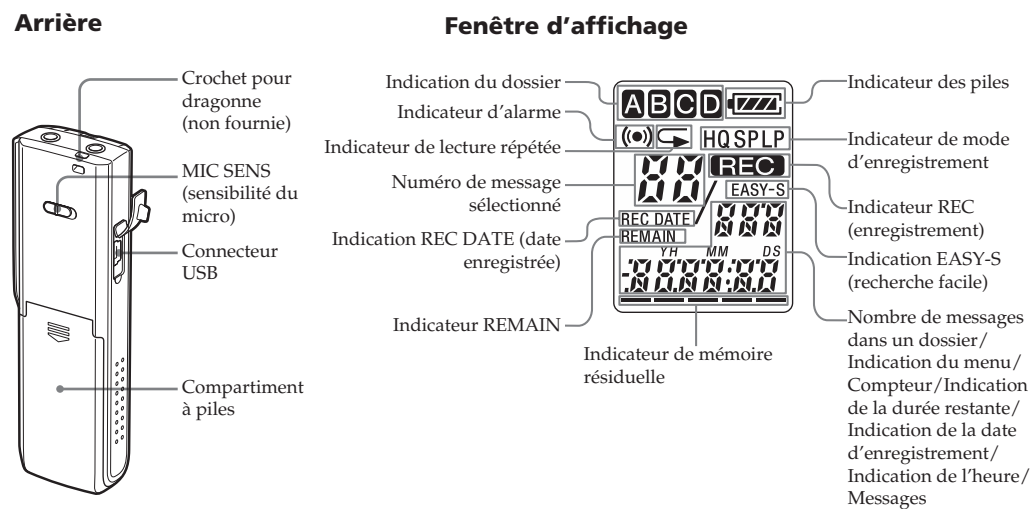 Arrière
Crochet pour
dragonne
(non fournie)
MIC SENS
(sensibilité du
micro)
Connecteur
USB
Compartiment
à piles
Fenêtre d’affichage
Indication du dossier
Indicateur d’alarme
Indicateur de lecture répétée
Numéro de message
sélectionné
Indication REC DATE (date
enregistrée)
Indicateur REMAIN
A B C D
HQ SP LP
REC
EASY-S
REC DATE
REMAIN
Y H M M D S
Indicateur de mémoire
résiduelle
Indicateur des piles
Indicateur de mode
d’enregistrement
Indicateur REC
(enregistrement)
Indication EASY-S
(recherche facile)
Nombre de messages
dans un dossier/
Indication du menu/
Compteur/Indication
de la durée restante/
Indication de la date
d’enregistrement/
Indication de l’heure/
Messages